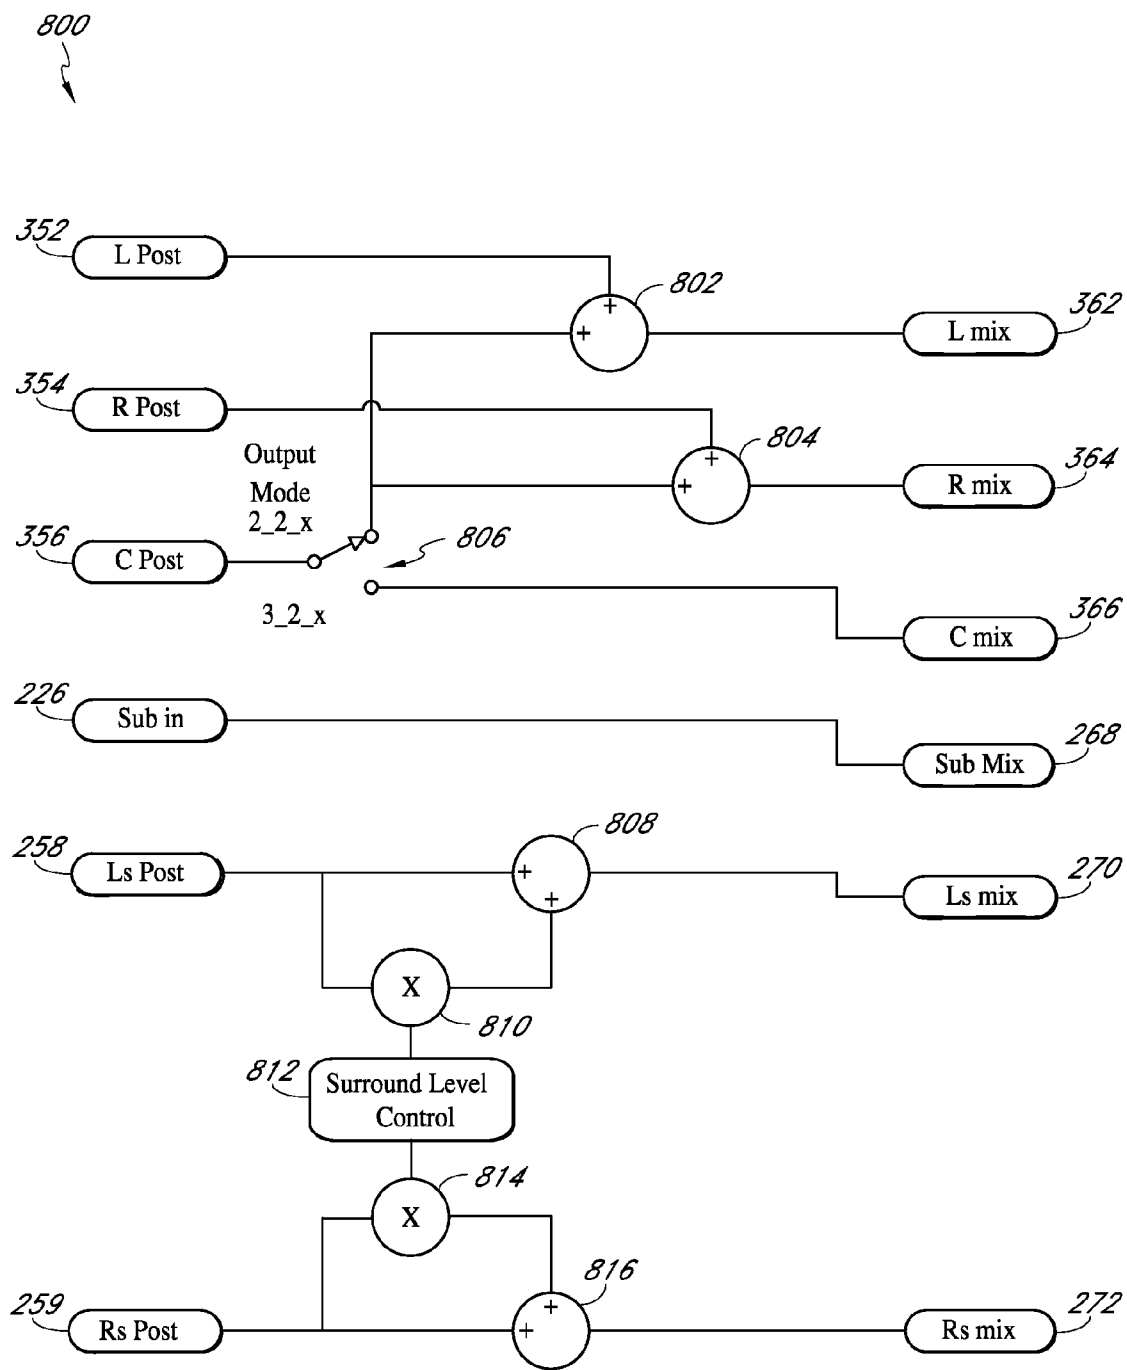 800
352
L Post
802
L mix
362
354
R Post
804
R mix
364
Output
Mode
2_2_x
356
C Post
806
3_2_x
C mix
366
226
Sub in
Sub Mix
268
258
Ls Post
808
Ls mix
270
X
810
812
Surround Level
Control
814
X
259
Rs Post
816
Rs mix
272
+
+
+
+
+
+
+
+